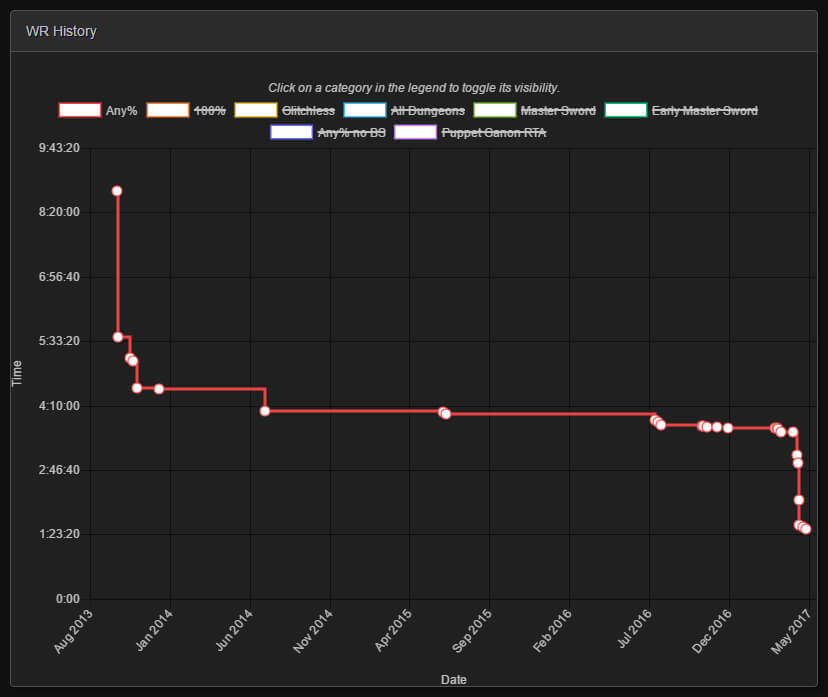 WR History
Click on a category in the legend to toggle its visibility.
Any% 100% Glitchless All Dungeons Master Sword Early Master Sword
Any% no BS Puppet Ganon RTA
9:43:20
8:20:00
6:56:40
5:33:20
4:10:00
2:46:40
1:23:20
0:00
Time
Aug 2013 Jan 2014 Jun 2014 Nov 2014 Apr 2015 Sep 2015 Feb 2016 Jul 2016 Dec 2016 May 2017
Date